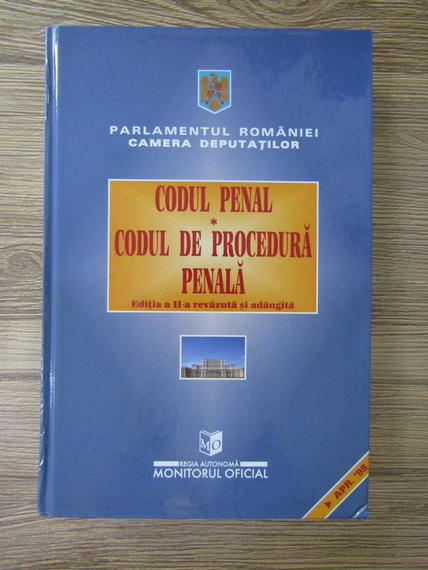 PARLAMENTUL ROMÂNIEI
CAMERA DEPUTAȚILOR
CODUL PENAL
*
CODUL DE PROCEDURĂ
PENALĂ
Ediția a II-a revăzută și adăugită
MO
REGIA AUTONOMĂ
MONITORUL OFICIAL
► APR. '98